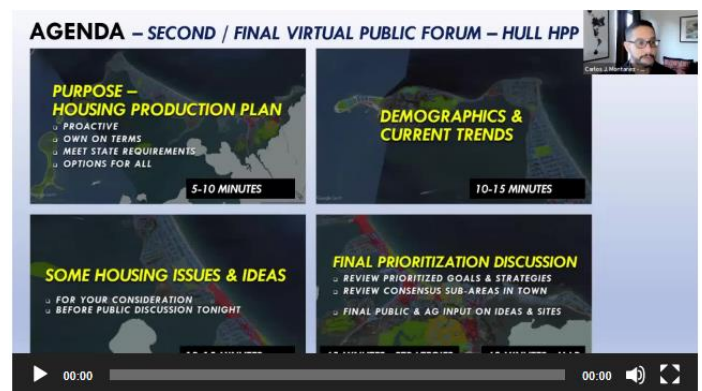 AGENDA – SECOND / FINAL VIRTUAL PUBLIC FORUM – HULL HPP
Carlos J. Montañez
PURPOSE –
HOUSING PRODUCTION PLAN
PROACTIVE
OWN ON TERMS
MEET STATE REQUIREMENTS
OPTIONS FOR ALL
5-10 MINUTES
DEMOGRAPHICS &
CURRENT TRENDS
10-15 MINUTES
SOME HOUSING ISSUES & IDEAS
FOR YOUR CONSIDERATION
BEFORE PUBLIC DISCUSSION TONIGHT
FINAL PRIORITIZATION DISCUSSION
REVIEW PRIORITIZED GOALS & STRATEGIES
REVIEW CONSENSUS SUB-AREAS IN TOWN
FINAL PUBLIC & AG INPUT ON IDEAS & SITES
00:00
00:00